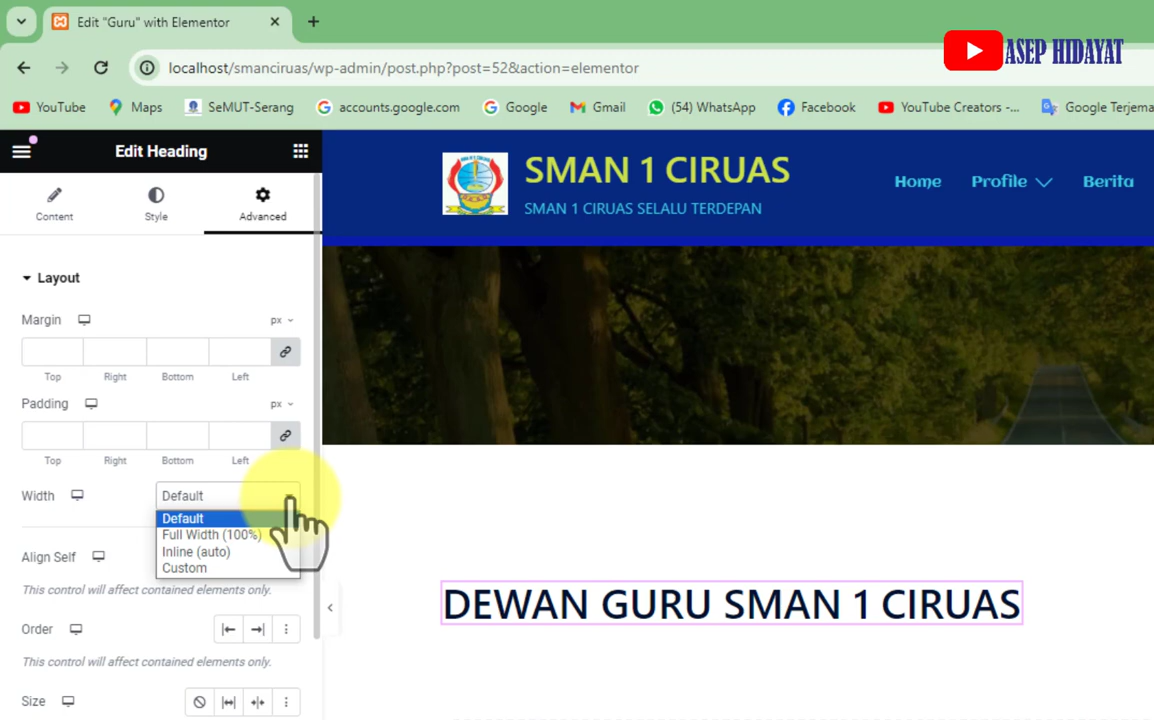 Edit "Guru" with Elementor
ASEP HIDAYAT
localhost/smanciruas/wp-admin/post.php?post=52&action=elementor
YouTube Maps SeMUT-Serang accounts.google.com Google Gmail (54) WhatsApp Facebook YouTube Creators -... Google Terjema
Edit Heading
SMAN 1 CIRUAS
Home Profile Berita
SMAN 1 CIRUAS SELALU TERDEPAN
Content Style Advanced
Layout
Margin px
Top Right Bottom Left
Padding px
Top Right Bottom Left
Width Default
Default
Full Width (100%)
Inline (auto)
Custom
Align Self
This control will affect contained elements only.
DEWAN GURU SMAN 1 CIRUAS
Order
This control will affect contained elements only.
Size